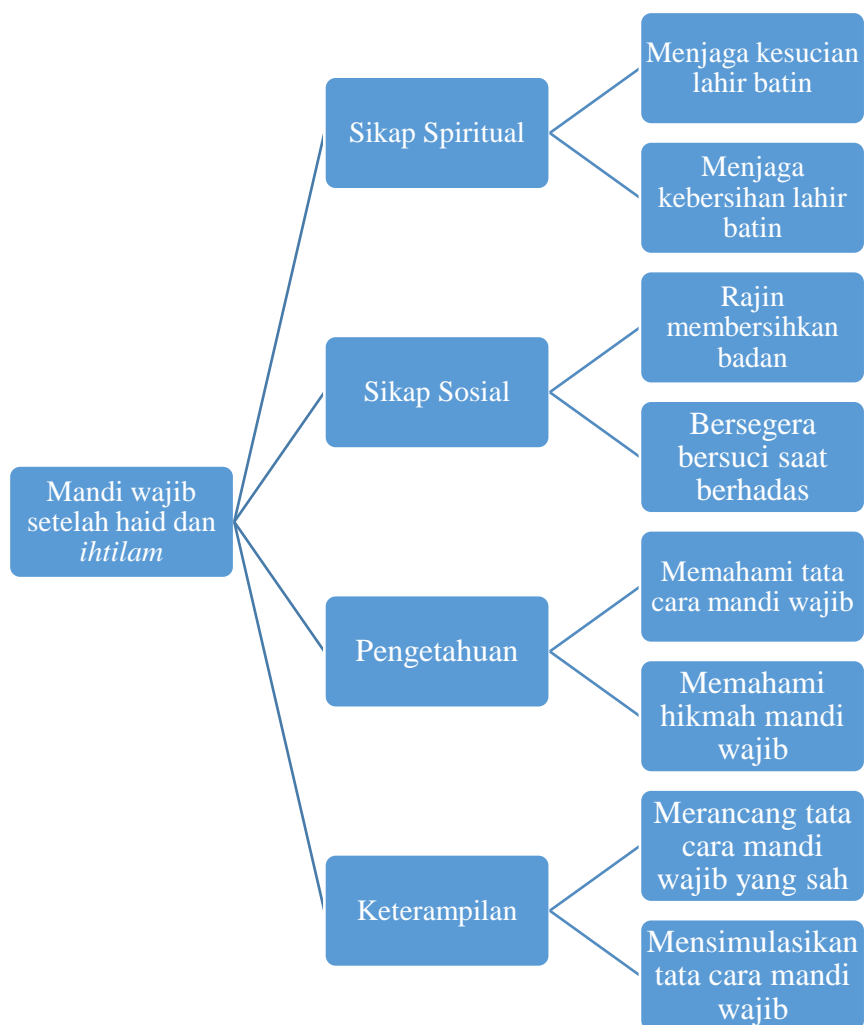 Mandi wajib
setelah haid dan
ihtilam
Sikap Spiritual
Menjaga kesucian
lahir batin
Menjaga
kebersihan lahir
batin
Sikap Sosial
Rajin
membersihkan
badan
Bersegera
bersuci saat
berhadas
Pengetahuan
Memahami tata
cara mandi wajib
Memahami
hikmah mandi
wajib
Keterampilan
Merancang tata
cara mandi
wajib yang sah
Mensimulasikan
tata cara mandi
wajib